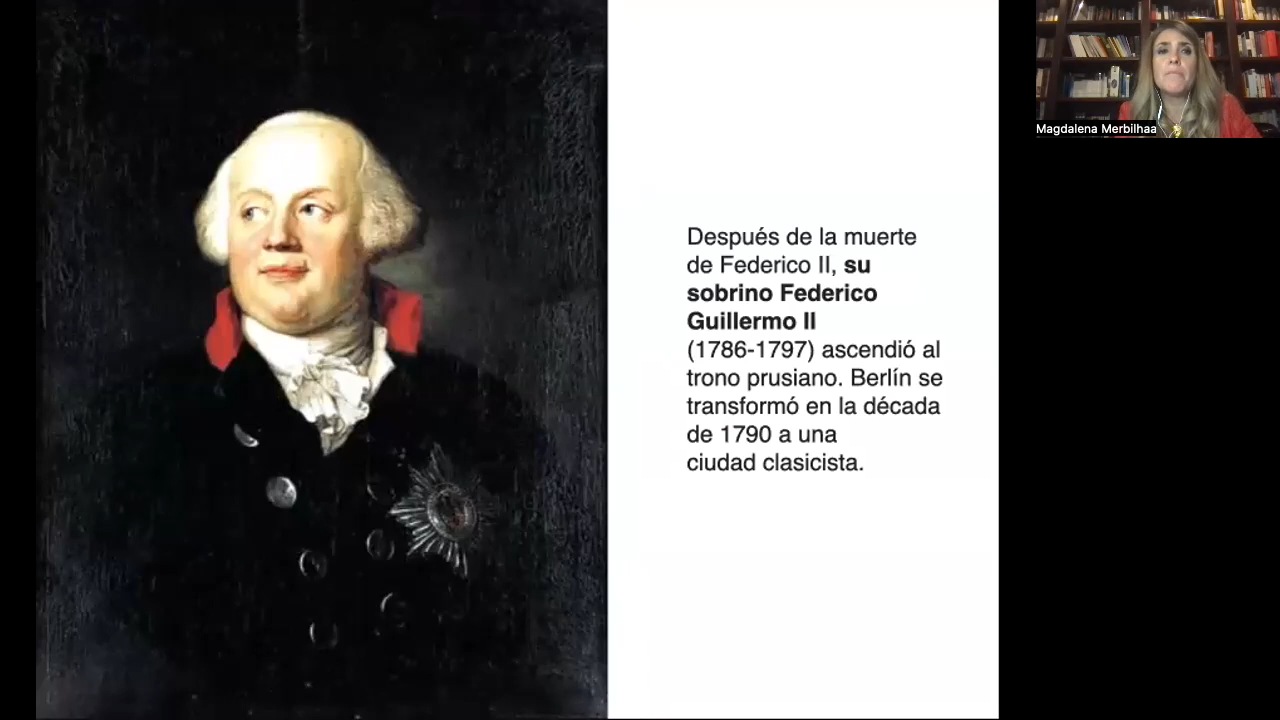 Después de la muerte
de Federico II, su
sobrino Federico
Guillermo II
(1786-1797) ascendió al
trono prusiano. Berlín se
transformó en la década
de 1790 a una
ciudad clasicista.
Magdalena Merbilhaa